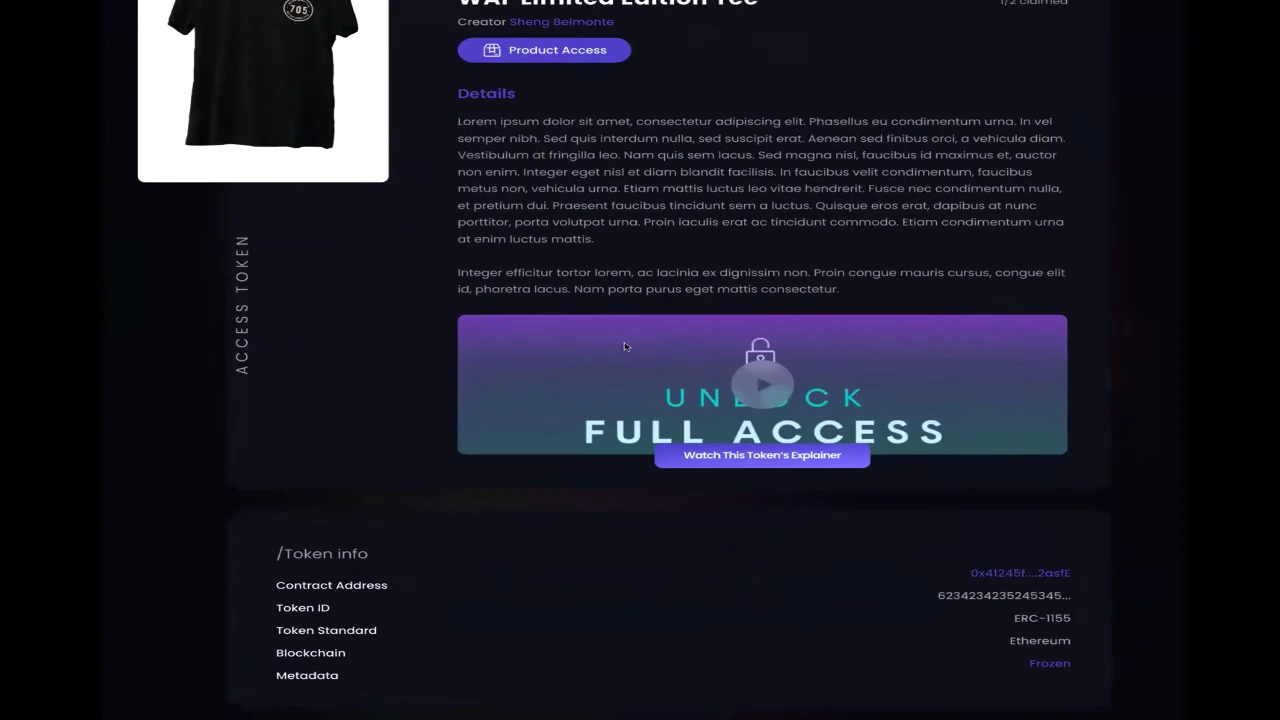 WAF Limited Edition Tee
1/2 claimed
705
Creator Sheng Belmonte
Product Access
Details
Lorem ipsum dolor sit amet, consectetur adipiscing elit. Phasellus eu condimentum urna. In vel
semper nibh. Sed quis interdum nulla, sed suscipit erat. Aenean sed finibus orci, a vehicula diam.
Vestibulum at fringilla leo. Nam quis sem lacus. Sed magna nisl, faucibus id maximus et, auctor
non enim. Integer eget nisl et diam blandit facilisis. In faucibus velit condimentum, faucibus
metus non, vehicula urna. Etiam mattis luctus leo vitae hendrerit. Fusce nec condimentum nulla,
et pretium dui. Praesent faucibus tincidunt sem a luctus. Quisque eros erat, dapibus at nunc
porttitor, porta volutpat urna. Proin iaculis erat ac tincidunt commodo. Etiam condimentum urna
at enim luctus mattis.
Integer efficitur tortor lorem, ac lacinia ex dignissim non. Proin congue mauris cursus, congue elit
id, pharetra lacus. Nam porta purus eget mattis consectetur.
ACCESS TOKEN
UNLOCK
FULL ACCESS
Watch This Token's Explainer
/Token info
Contract Address 0x41245f....2asfE
Token ID 6234234235245345...
Token Standard ERC-1155
Blockchain Ethereum
Metadata Frozen